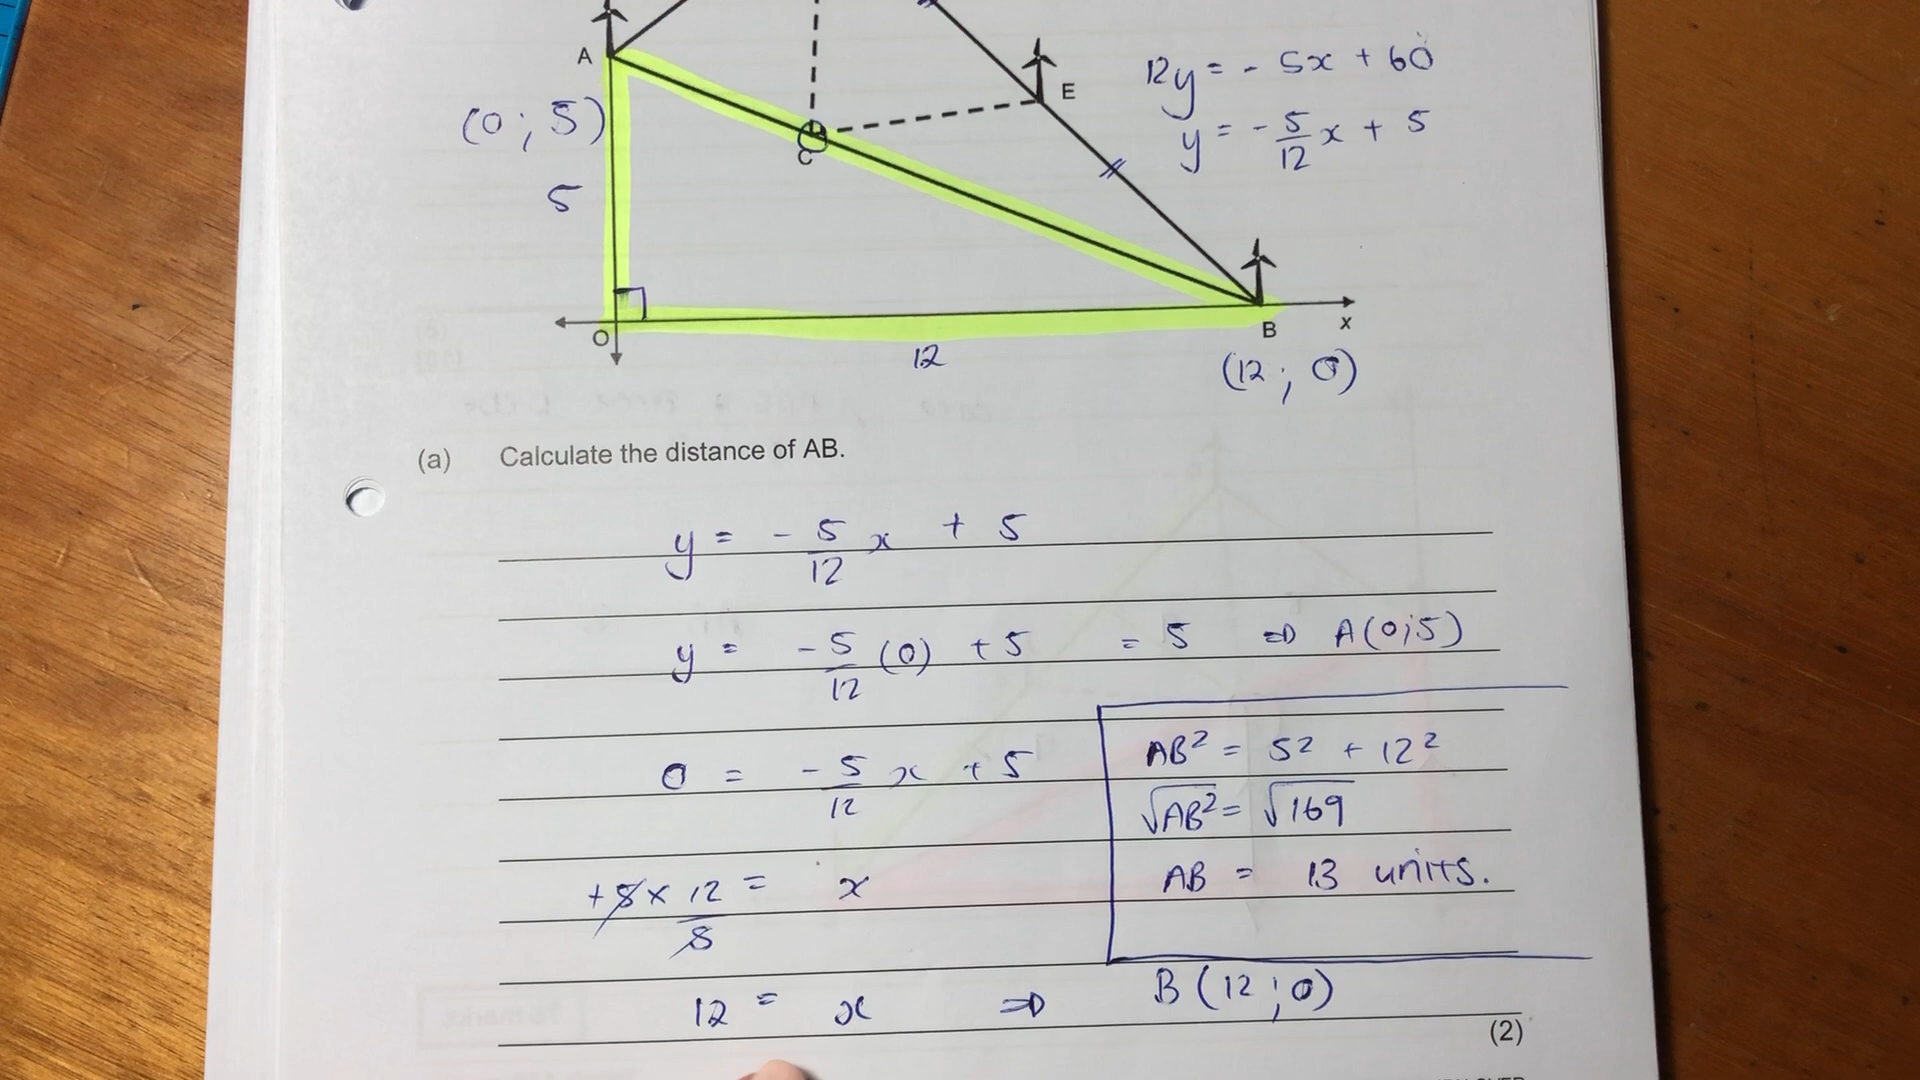 A
(0 ; 5)
5
C
E
12y = - 5x + 60
y = - 5/12 x + 5
O
12
B
x
(12 ; 0)
(a) Calculate the distance of AB.
y = - 5/12 x + 5
y = - 5/12 (0) + 5 = 5 ⇒ A(0;5)
0 = - 5/12 x + 5
AB² = 5² + 12²
√AB² = √169
+ 5 x 12/5 = x
AB = 13 units.
12 = x ⇒ B (12 ; 0)
(2)